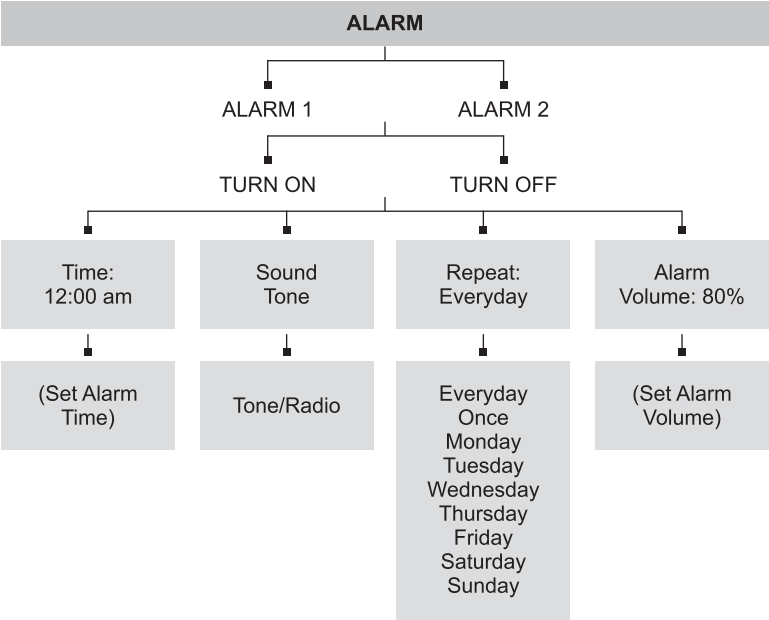 ALARM
ALARM 1
ALARM 2
TURN ON
TURN OFF
Time:
12:00 am
Sound
Tone
Repeat:
Everyday
Alarm
Volume: 80%
(Set Alarm
Time)
Tone/Radio
Everyday
Once
Monday
Tuesday
Wednesday
Thursday
Friday
Saturday
Sunday
(Set Alarm
Volume)